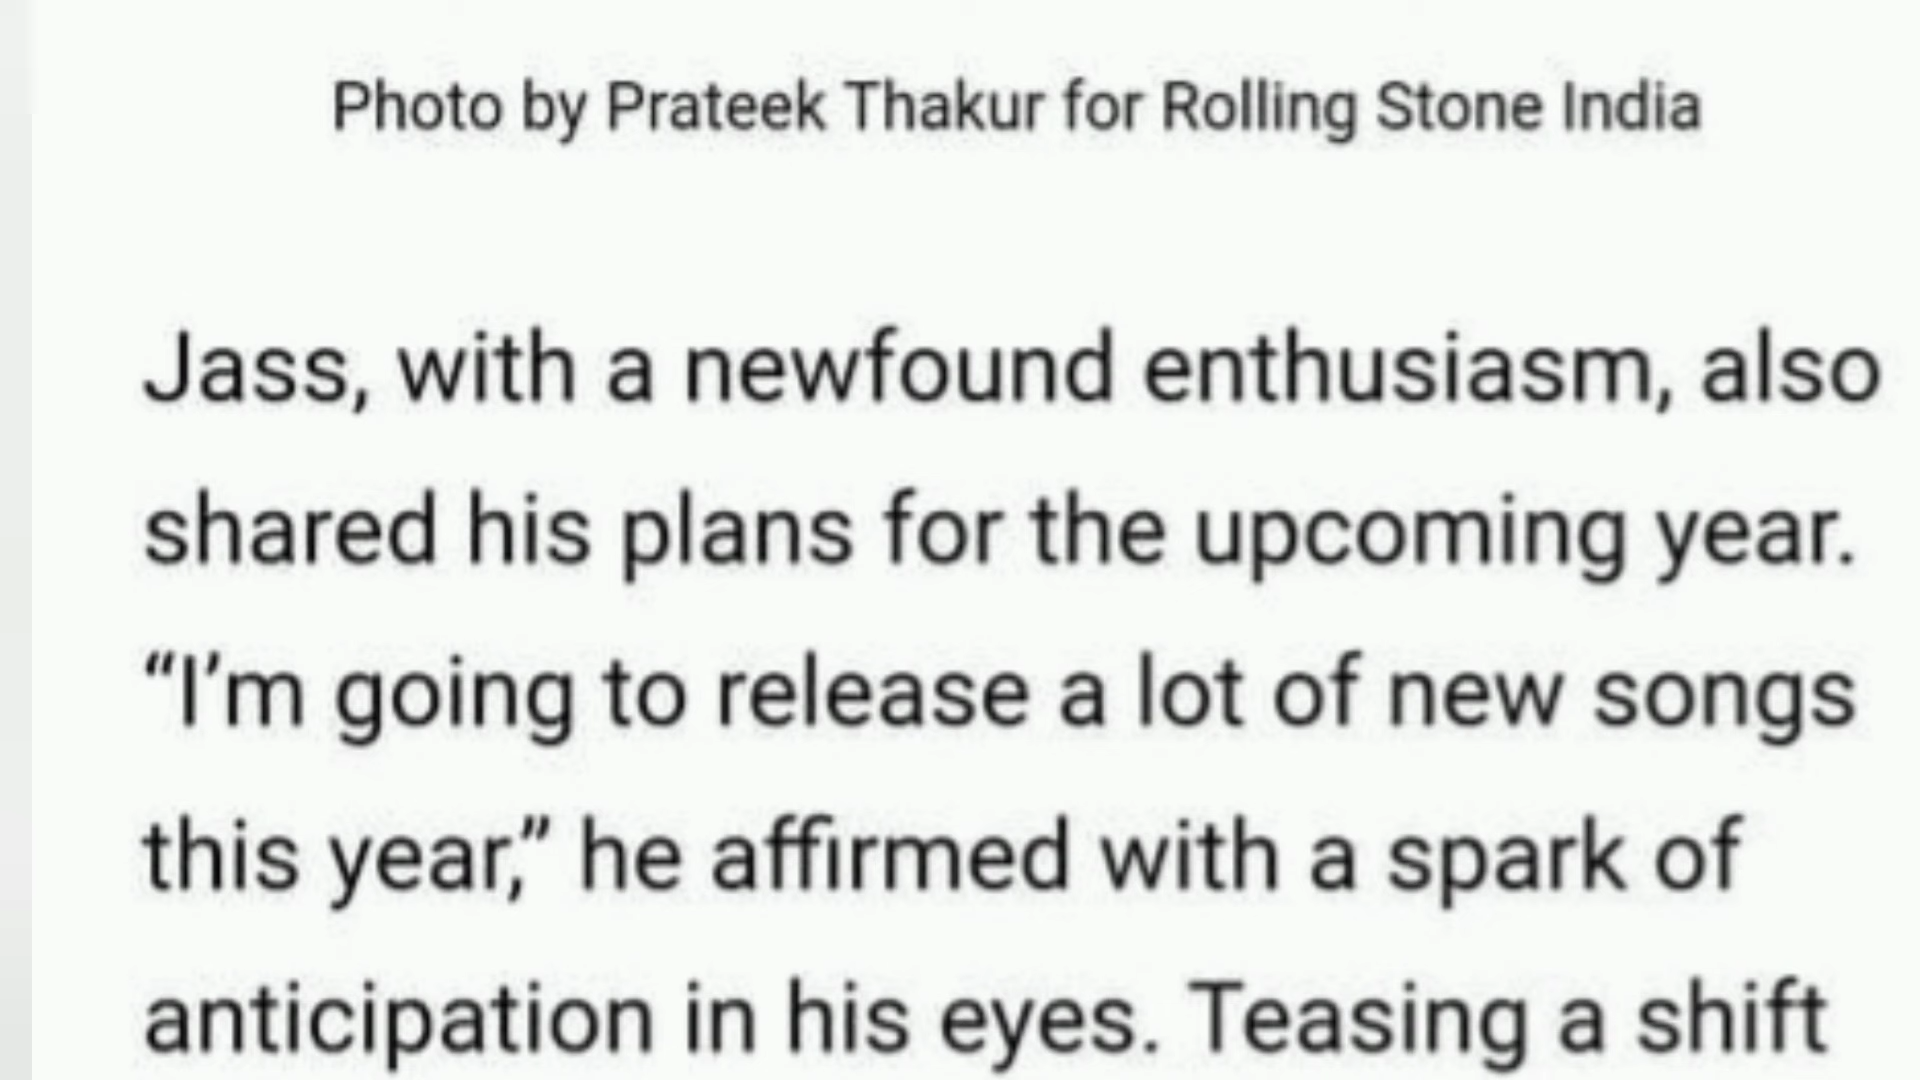 Photo by Prateek Thakur for Rolling Stone India
Jass, with a newfound enthusiasm, also
shared his plans for the upcoming year.
“I’m going to release a lot of new songs
this year,” he affirmed with a spark of
anticipation in his eyes. Teasing a shift